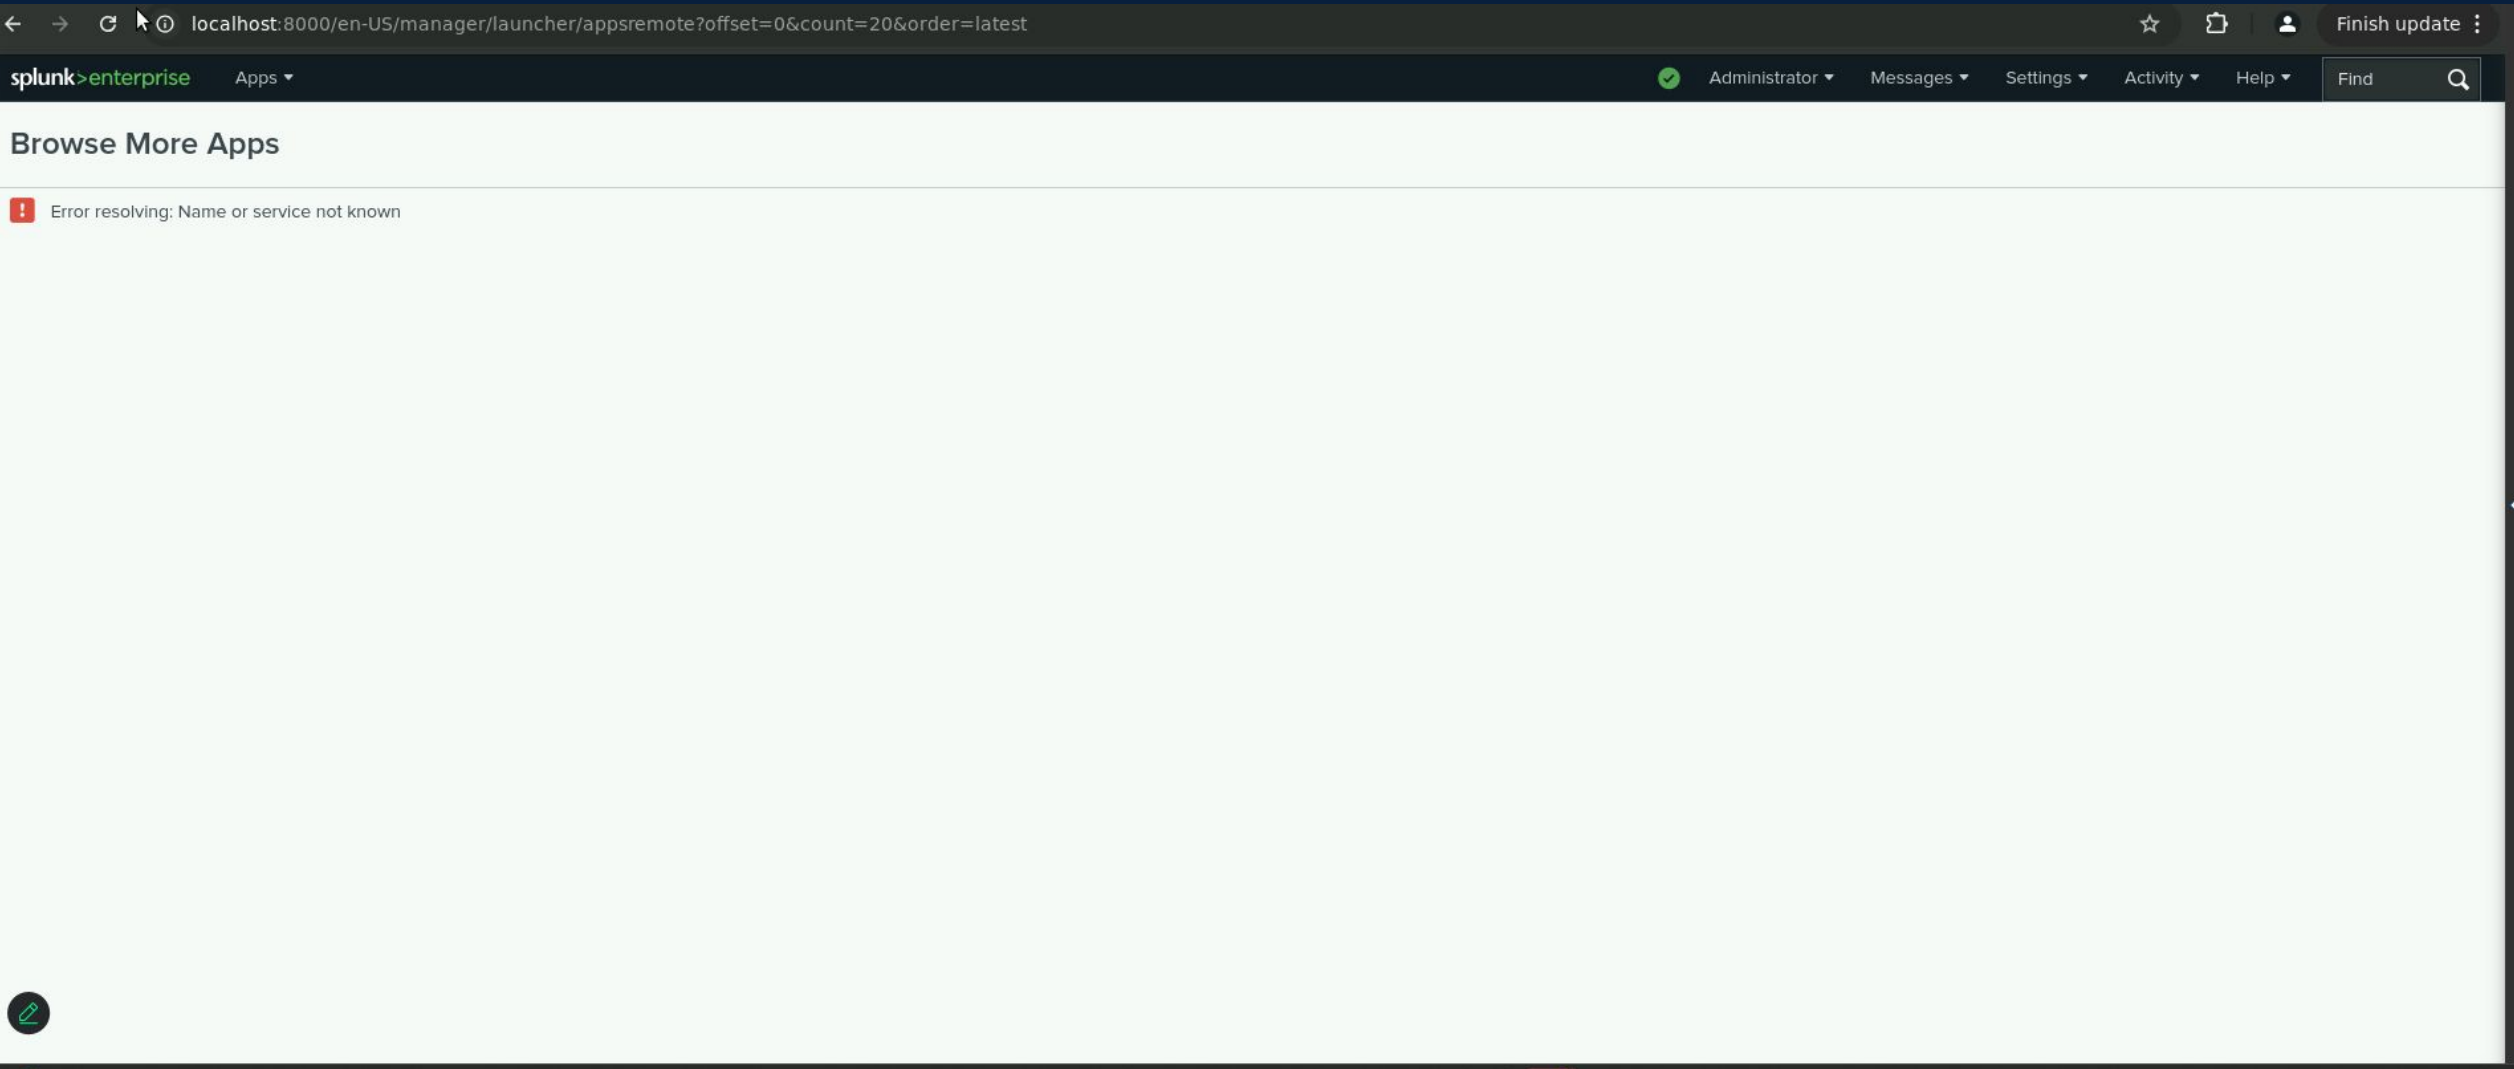 localhost:8000/en-US/manager/launcher/appsremote?offset=0&count=20&order=latest
Finish update
splunk>enterprise Apps Administrator Messages Settings Activity Help Find
Browse More Apps
Error resolving: Name or service not known